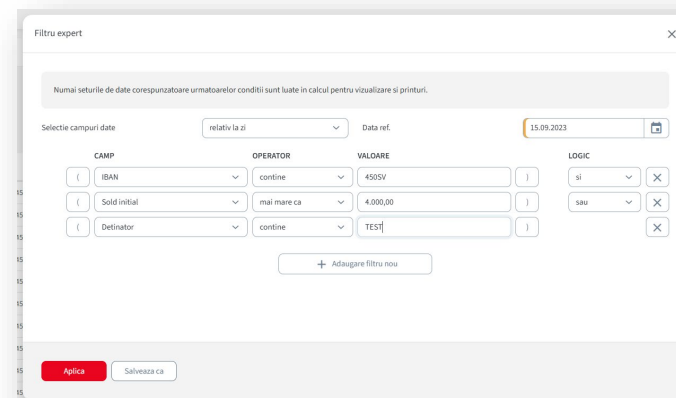 Filtru expert
Numai seturile de date corespunzatoare urmatoarelor conditii sunt luate in calcul pentru vizualizare si printuri.
Selectie campuri date relativ la zi Data ref. 15.09.2023
CAMP OPERATOR VALOARE LOGIC
( IBAN contine 450SV ) si
( Sold initial mai mare ca 4.000,00 ) sau
( Detinator contine TEST )
+ Adaugare filtru nou
Aplica Salveaza ca